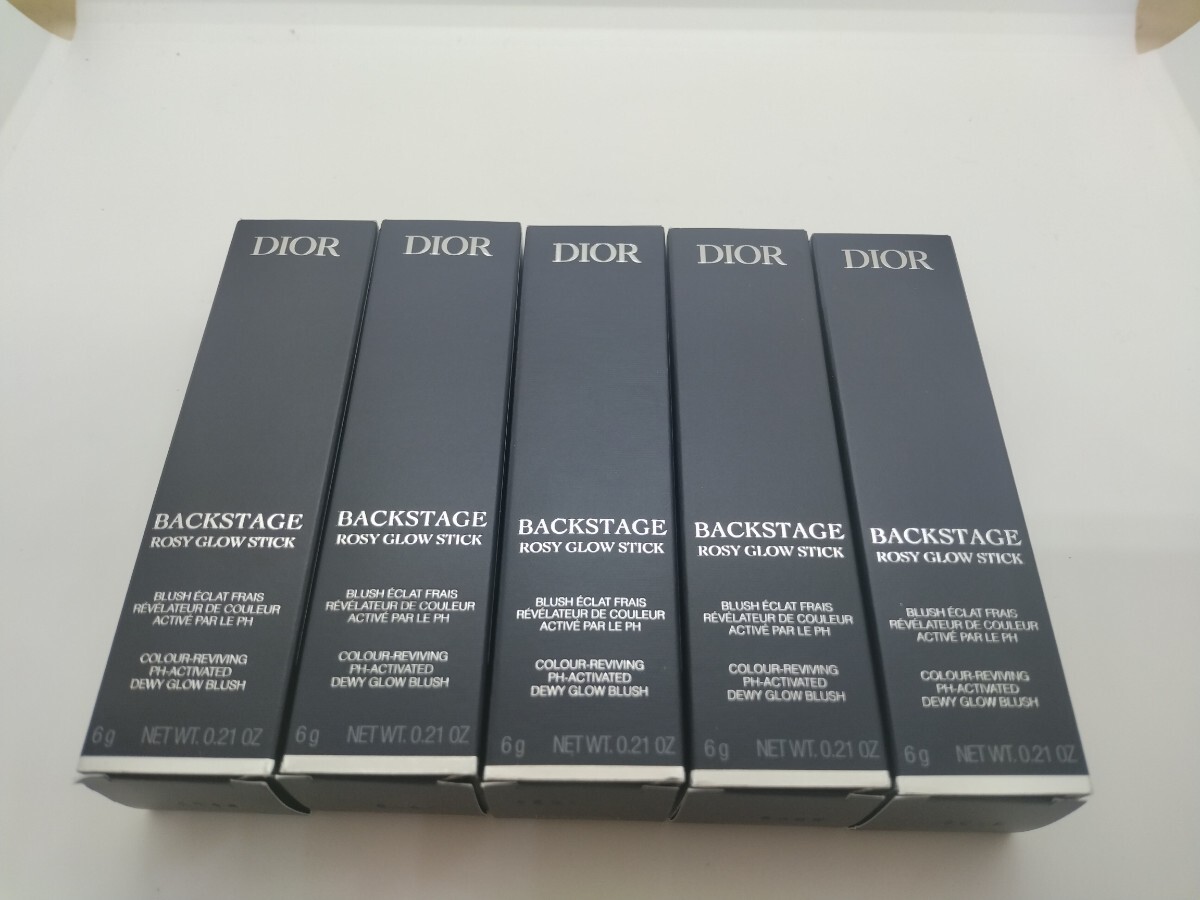 DIOR
BACKSTAGE
ROSY GLOW STICK
BLUSH ÉCLAT FRAIS
RÉVÉLATEUR DE COULEUR
ACTIVÉ PAR LE PH
COLOUR-REVIVING
PH-ACTIVATED
DEWY GLOW BLUSH
6 g NET WT. 0.21 OZ
DIOR
BACKSTAGE
ROSY GLOW STICK
BLUSH ÉCLAT FRAIS
RÉVÉLATEUR DE COULEUR
ACTIVÉ PAR LE PH
COLOUR-REVIVING
PH-ACTIVATED
DEWY GLOW BLUSH
6 g NET WT. 0.21 OZ
DIOR
BACKSTAGE
ROSY GLOW STICK
BLUSH ÉCLAT FRAIS
RÉVÉLATEUR DE COULEUR
ACTIVÉ PAR LE PH
COLOUR-REVIVING
PH-ACTIVATED
DEWY GLOW BLUSH
6 g NET WT. 0.21 OZ
DIOR
BACKSTAGE
ROSY GLOW STICK
BLUSH ÉCLAT FRAIS
RÉVÉLATEUR DE COULEUR
ACTIVÉ PAR LE PH
COLOUR-REVIVING
PH-ACTIVATED
DEWY GLOW BLUSH
6 g NET WT. 0.21 OZ
DIOR
BACKSTAGE
ROSY GLOW STICK
BLUSH ÉCLAT FRAIS
RÉVÉLATEUR DE COULEUR
ACTIVÉ PAR LE PH
COLOUR-REVIVING
PH-ACTIVATED
DEWY GLOW BLUSH
6 g NET WT. 0.21 OZ